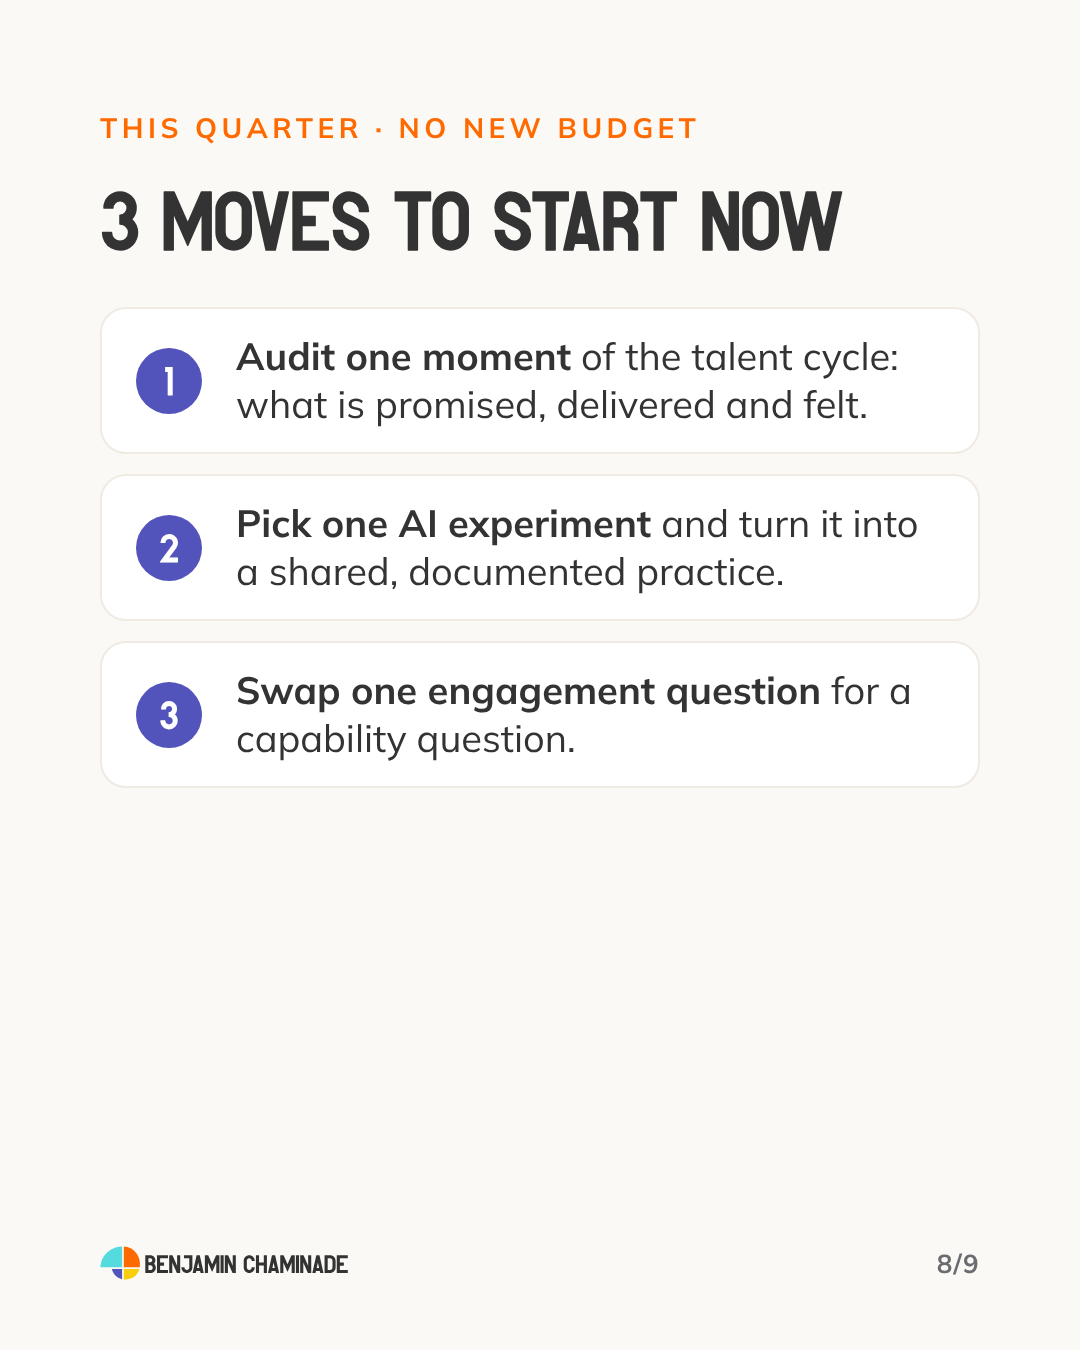 THIS QUARTER · NO NEW BUDGET
3 MOVES TO START NOW
1
Audit one moment of the talent cycle:
what is promised, delivered and felt.
2
Pick one AI experiment and turn it into
a shared, documented practice.
3
Swap one engagement question for a
capability question.
BENJAMIN CHAMINADE
8/9